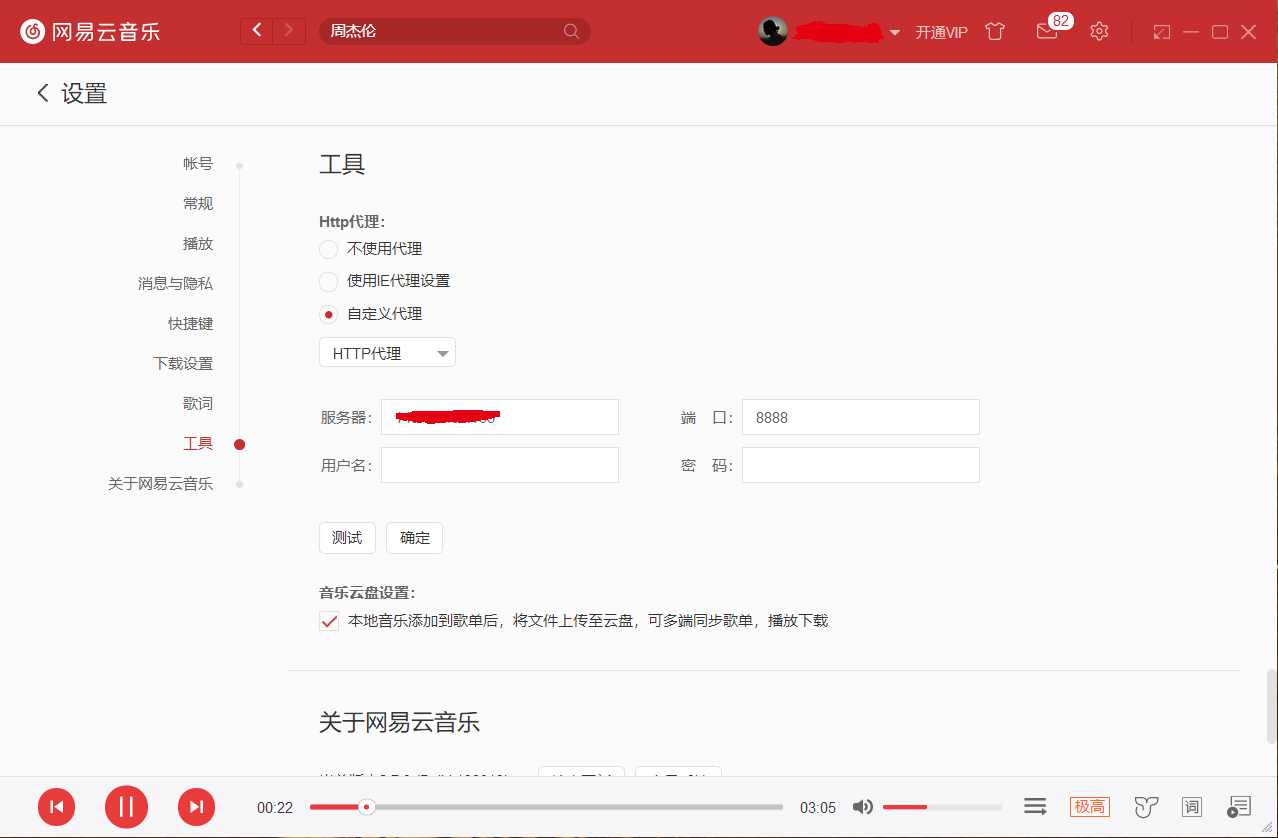 网易云音乐
周杰伦
开通VIP
82
设置
帐号
常规
播放
消息与隐私
快捷键
下载设置
歌词
工具
关于网易云音乐
工具
Http代理：
不使用代理
使用IE代理设置
自定义代理
HTTP代理
服务器：
端 口： 8888
用户名：
密 码：
测试 确定
音乐云盘设置：
本地音乐添加到歌单后，将文件上传至云盘，可多端同步歌单，播放下载
关于网易云音乐
00:22
03:05
极高
词